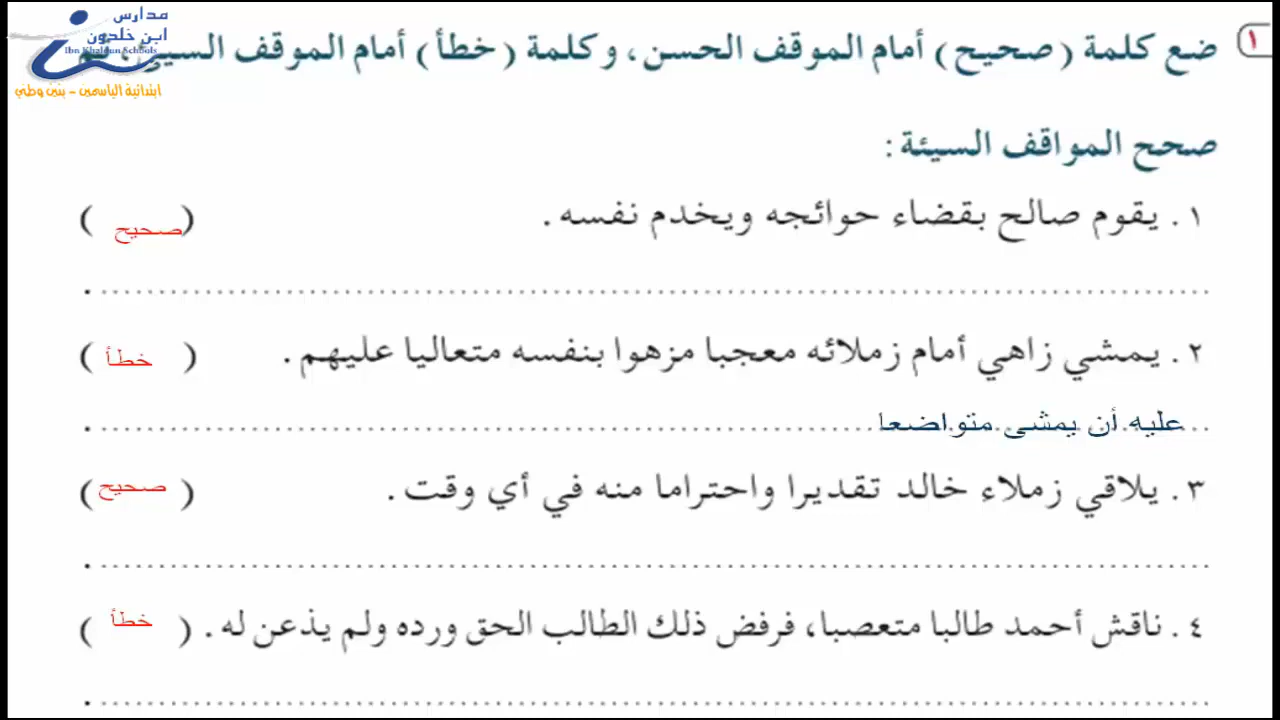 مدارس
ابن خلدون
Ibn Khaldun Schools
ابتدائية الياسمين - بنين وطني
١
ضع كلمة (صحيح) أمام الموقف الحسن، وكلمة (خطأ) أمام الموقف السيئ، ثم
صحح المواقف السيئة:
١. يقوم صالح بقضاء حوائجه ويخدم نفسه. (صحيح)
٢. يمشي زاهي أمام زملائه معجبا مزهوا بنفسه متعاليا عليهم. (خطأ)
عليه أن يمشى متواضعا
٣. يلاقي زملاء خالد تقديرا واحتراما منه في أي وقت. (صحيح)
٤. ناقش أحمد طالبا متعصبا، فرفض ذلك الطالب الحق ورده ولم يذعن له. (خطأ)